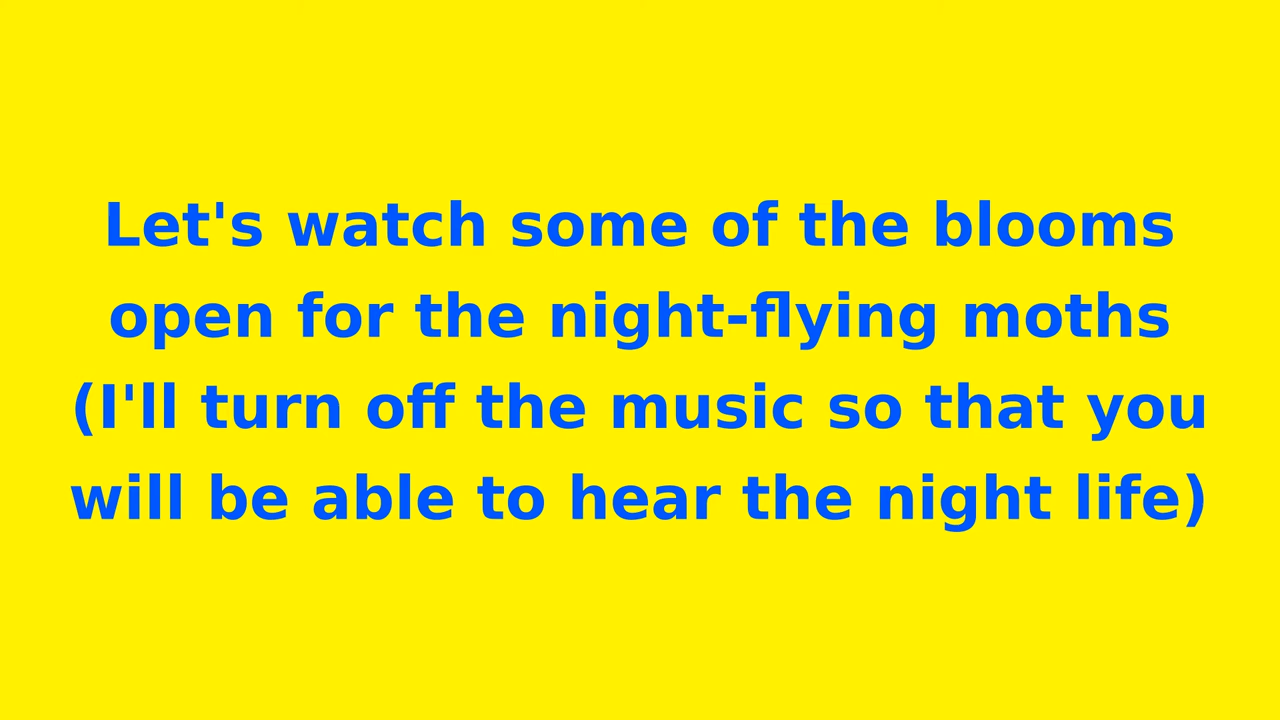 Let's watch some of the blooms
open for the night-flying moths
(I'll turn off the music so that you
will be able to hear the night life)